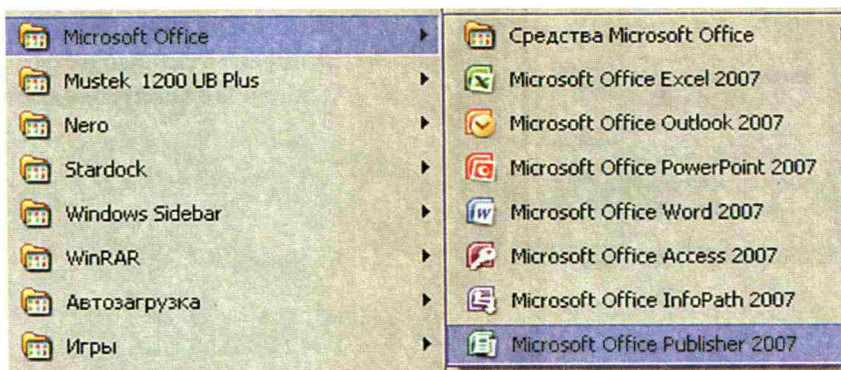 Microsoft Office
Mustek 1200 UB Plus
Nero
Stardock
Windows Sidebar
WinRAR
Автозагрузка
Игры
Средства Microsoft Office
Microsoft Office Excel 2007
Microsoft Office Outlook 2007
Microsoft Office PowerPoint 2007
Microsoft Office Word 2007
Microsoft Office Access 2007
Microsoft Office InfoPath 2007
Microsoft Office Publisher 2007